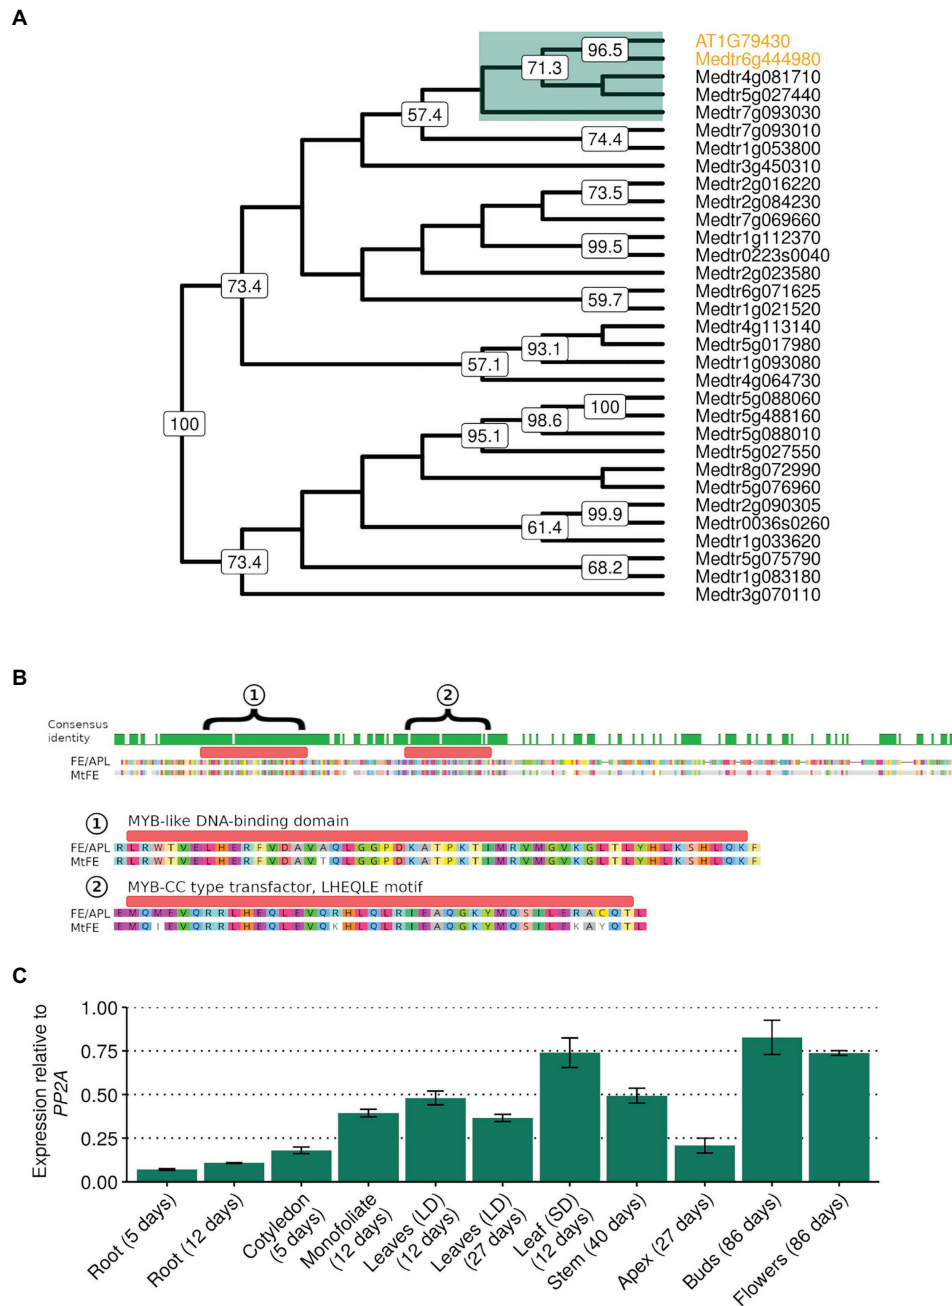 A
AT1G79430
96.5
Medtr6g444980
71.3
Medtr4g081710
Medtr5g027440
57.4
Medtr7g093030
Medtr7g093010
74.4
Medtr1g053800
Medtr3g450310
Medtr2g016220
73.5
Medtr2g084230
Medtr7g069660
Medtr1g112370
99.5
Medtr0223s0040
Medtr2g023580
73.4
Medtr6g071625
59.7
Medtr1g021520
Medtr4g113140
93.1
Medtr5g017980
57.1
Medtr1g093080
Medtr4g064730
Medtr5g088060
100
Medtr5g488160
100
98.6
Medtr5g088010
95.1
Medtr5g027550
Medtr8g072990
Medtr5g076960
Medtr2g090305
99.9
Medtr0036s0260
61.4
Medtr1g033620
73.4
Medtr5g075790
68.2
Medtr1g083180
Medtr3g070110
B
① ②
Consensus
identity
FE/APL
MtFE
① MYB-like DNA-binding domain
FE/APL R L R W T V E L H E R F V D A V A Q L G G P D K A T P K T I M R V M G V K G L T L Y H L K S H L Q K F
MtFE R L R W T V E L H E R F V D A V T Q L G G P D K A T P K T I M R V M G V K G L T L Y H L K S H L Q K F
② MYB-CC type transfactor, LHEQLE motif
FE/APL E M Q M E V Q R R L H E Q L E V Q R H L Q L R I E A Q G K Y M Q S I L E R A C Q T L
MtFE E M Q I E V Q R R L H E Q L E V Q K H L Q L R I E A Q G K Y M Q S I L E K A Y Q T L
C
Expression relative to
PP2A
1.00
0.75
0.50
0.25
0.00
Root (5 days)
Root (12 days)
Cotyledon
(5 days)
Monofoliate
(12 days)
Leaves (LD)
(12 days)
Leaves (LD)
(27 days)
Leaf (SD)
(12 days)
Stem (40 days)
Apex (27 days)
Buds (86 days)
Flowers (86 days)